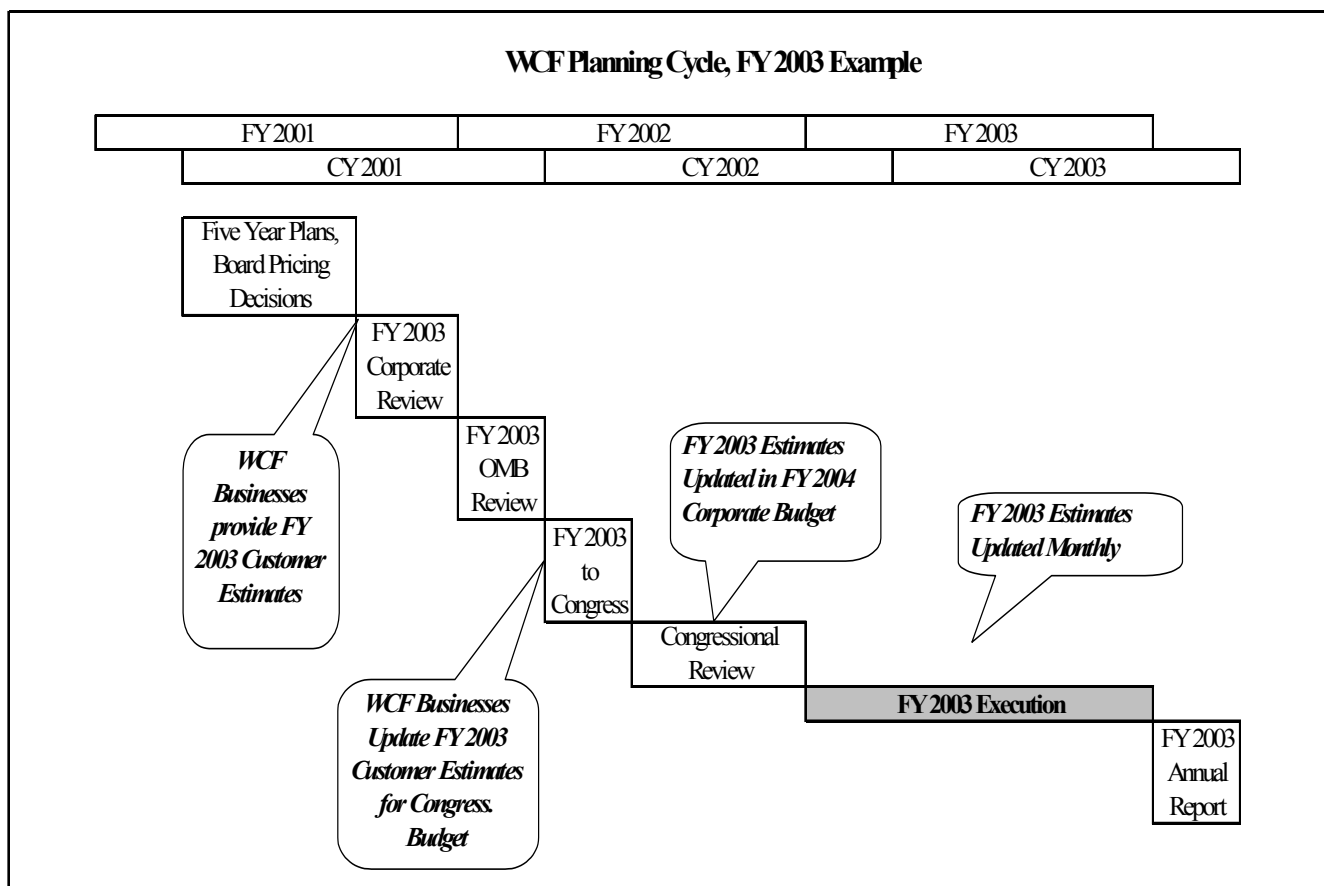 WCF Planning Cycle, FY 2003 Example
FY 2001
FY 2002
FY 2003
CY 2001
CY 2002
CY 2003
Five Year Plans,
Board Pricing
Decisions
FY 2003
Corporate
Review
WCF
Businesses
provide FY
2003 Customer
Estimates
FY 2003
OMB
Review
FY 2003
to
Congress
WCF Businesses
Update FY 2003
Customer Estimates
for Congress.
Budget
FY 2003 Estimates
Updated in FY 2004
Corporate Budget
Congressional
Review
FY 2003 Estimates
Updated Monthly
FY 2003 Execution
FY 2003
Annual
Report